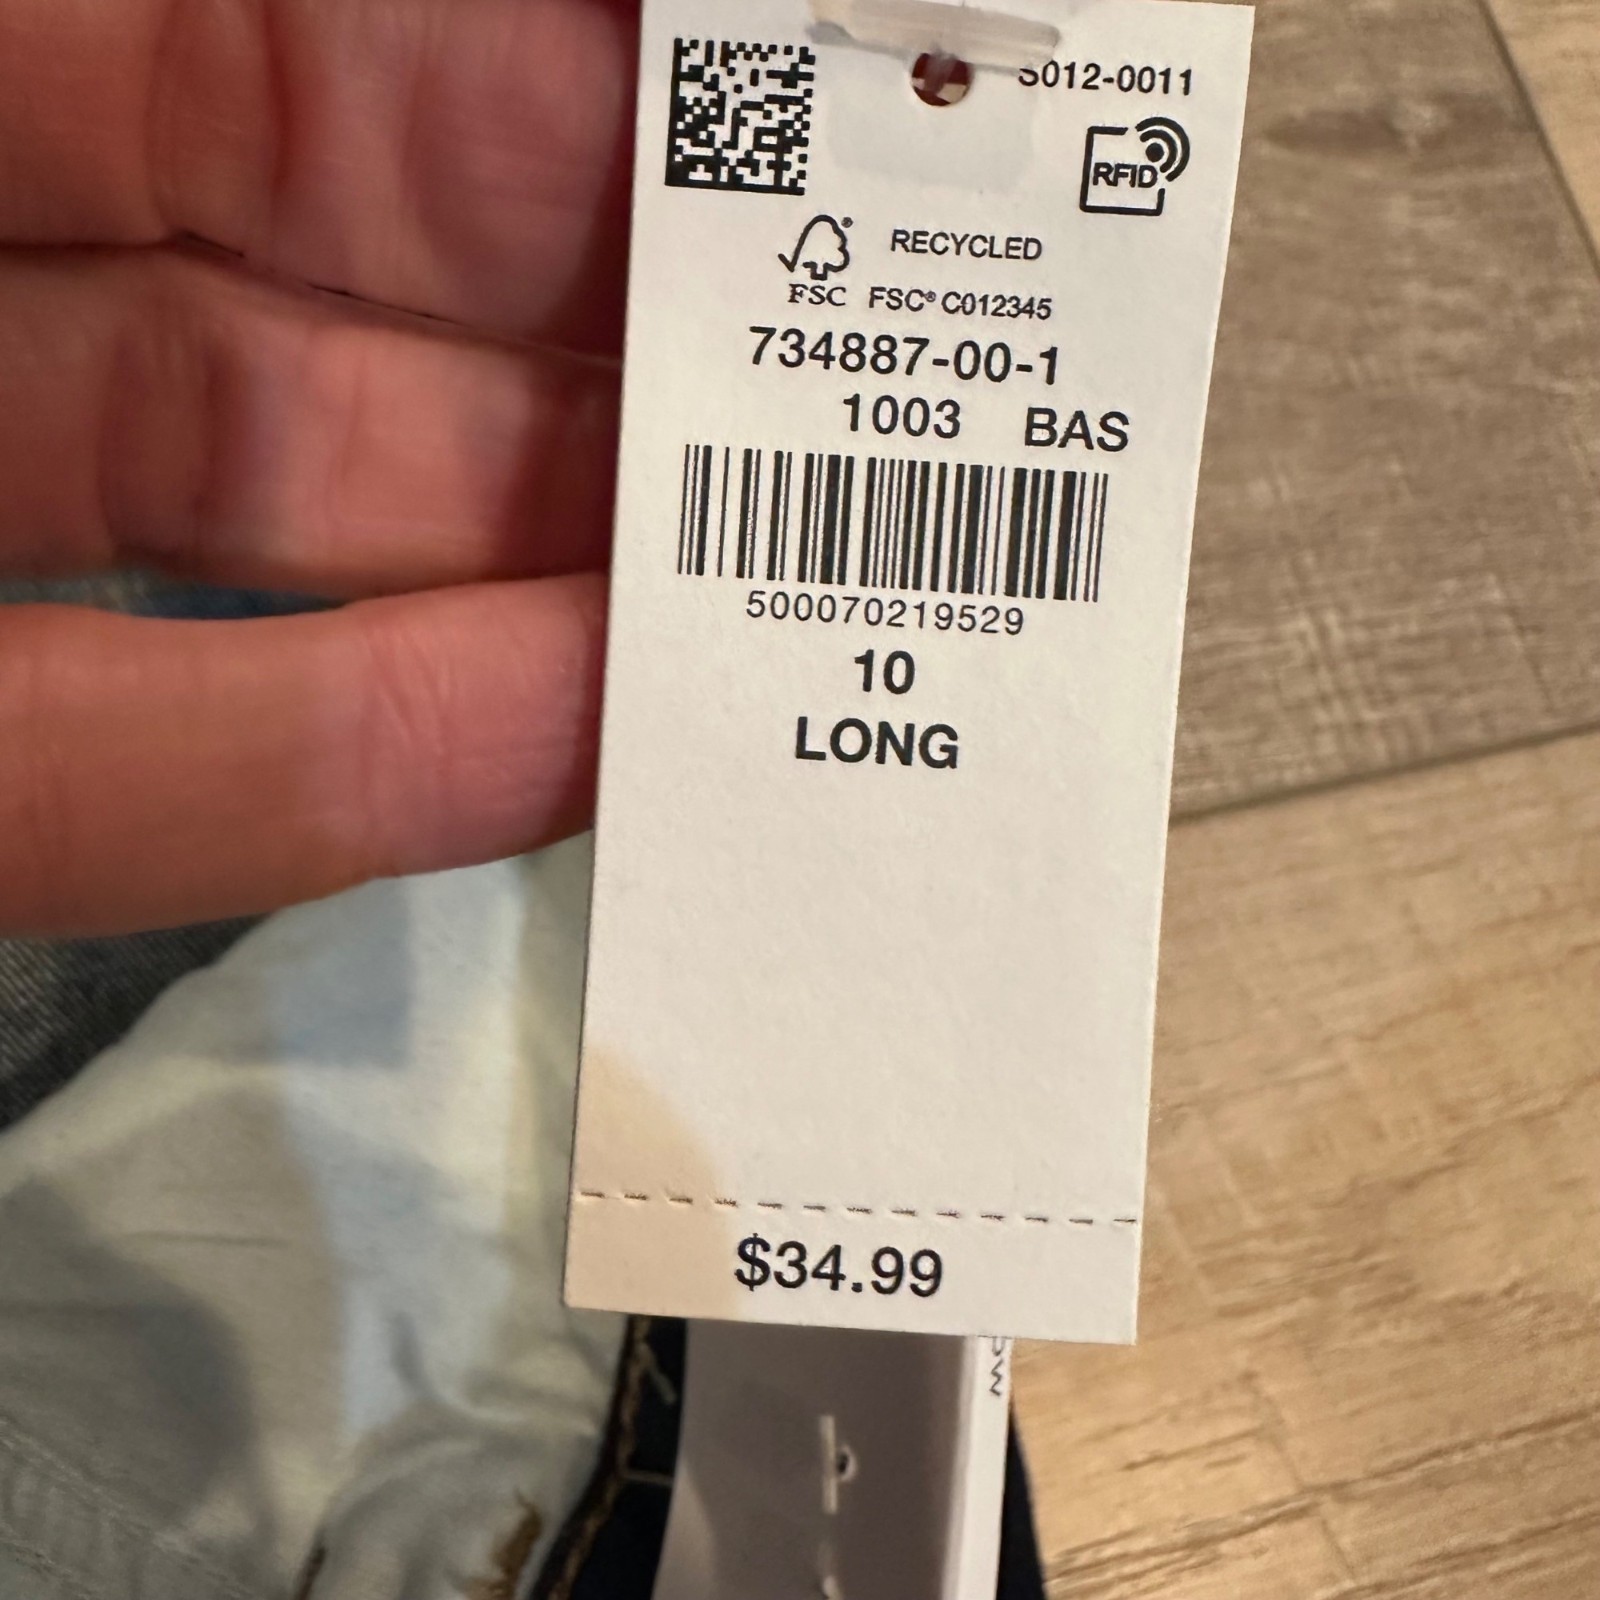 S012-0011
RFID
RECYCLED
FSC FSC® C012345
734887-00-1
1003 BAS
500070219529
10
LONG
$34.99